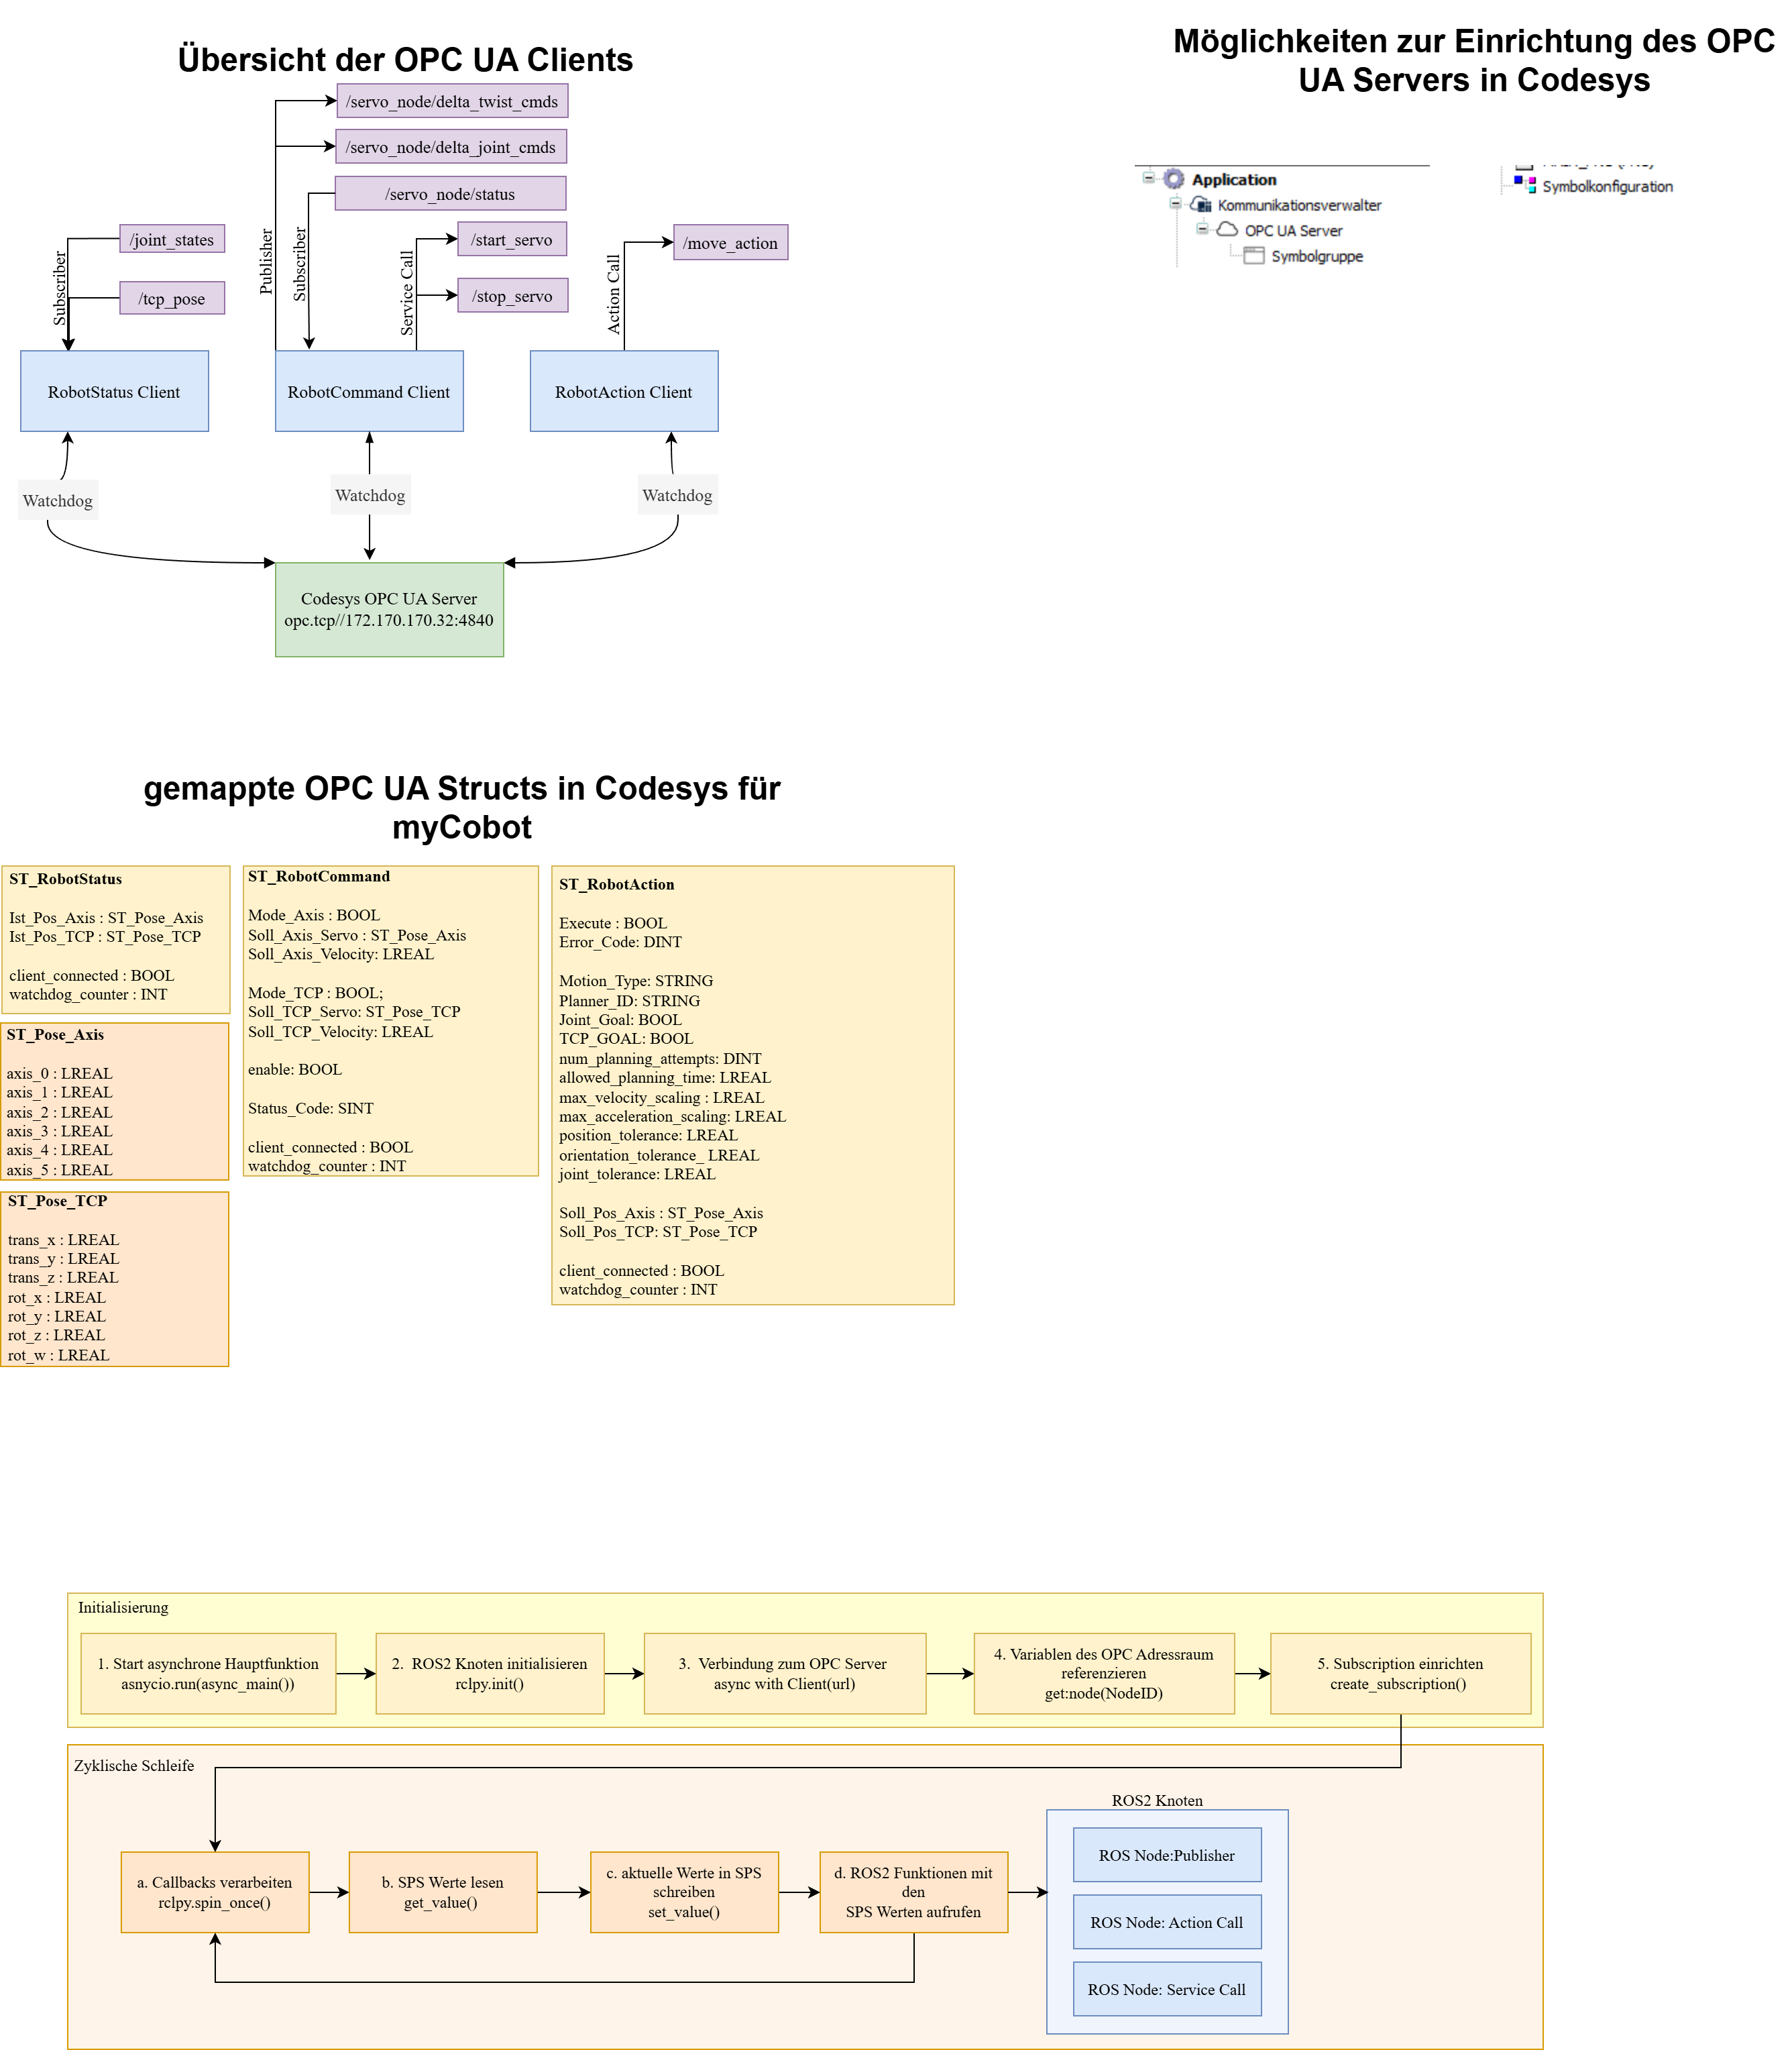 Übersicht der OPC UA Clients
/servo_node/delta_twist_cmds
/servo_node/delta_joint_cmds
/servo_node/status
/joint_states
/tcp_pose
/start_servo
/stop_servo
/move_action
Subscriber
Publisher
Subscriber
Service Call
Action Call
RobotStatus Client
RobotCommand Client
RobotAction Client
Watchdog
Watchdog
Watchdog
Codesys OPC UA Server
opc.tcp//172.170.170.32:4840
Möglichkeiten zur Einrichtung des OPC
UA Servers in Codesys
Application
Kommunikationsverwalter
OPC UA Server
Symbolgruppe
Symbolkonfiguration
gemappte OPC UA Structs in Codesys für
myCobot
ST_RobotStatus
Ist_Pos_Axis : ST_Pose_Axis
Ist_Pos_TCP : ST_Pose_TCP
client_connected : BOOL
watchdog_counter : INT
ST_Pose_Axis
axis_0 : LREAL
axis_1 : LREAL
axis_2 : LREAL
axis_3 : LREAL
axis_4 : LREAL
axis_5 : LREAL
ST_Pose_TCP
trans_x : LREAL
trans_y : LREAL
trans_z : LREAL
rot_x : LREAL
rot_y : LREAL
rot_z : LREAL
rot_w : LREAL
ST_RobotCommand
Mode_Axis : BOOL
Soll_Axis_Servo : ST_Pose_Axis
Soll_Axis_Velocity: LREAL
Mode_TCP : BOOL;
Soll_TCP_Servo: ST_Pose_TCP
Soll_TCP_Velocity: LREAL
enable: BOOL
Status_Code: SINT
client_connected : BOOL
watchdog_counter : INT
ST_RobotAction
Execute : BOOL
Error_Code: DINT
Motion_Type: STRING
Planner_ID: STRING
Joint_Goal: BOOL
TCP_GOAL: BOOL
num_planning_attempts: DINT
allowed_planning_time: LREAL
max_velocity_scaling : LREAL
max_acceleration_scaling: LREAL
position_tolerance: LREAL
orientation_tolerance_ LREAL
joint_tolerance: LREAL
Soll_Pos_Axis : ST_Pose_Axis
Soll_Pos_TCP: ST_Pose_TCP
client_connected : BOOL
watchdog_counter : INT
Initialisierung
1. Start asynchrone Hauptfunktion
asnycio.run(async_main())
2. ROS2 Knoten initialisieren
rclpy.init()
3. Verbindung zum OPC Server
async with Client(url)
4. Variablen des OPC Adressraum
referenzieren
get:node(NodeID)
5. Subscription einrichten
create_subscription()
Zyklische Schleife
a. Callbacks verarbeiten
rclpy.spin_once()
b. SPS Werte lesen
get_value()
c. aktuelle Werte in SPS
schreiben
set_value()
d. ROS2 Funktionen mit
den
SPS Werten aufrufen
ROS2 Knoten
ROS Node:Publisher
ROS Node: Action Call
ROS Node: Service Call